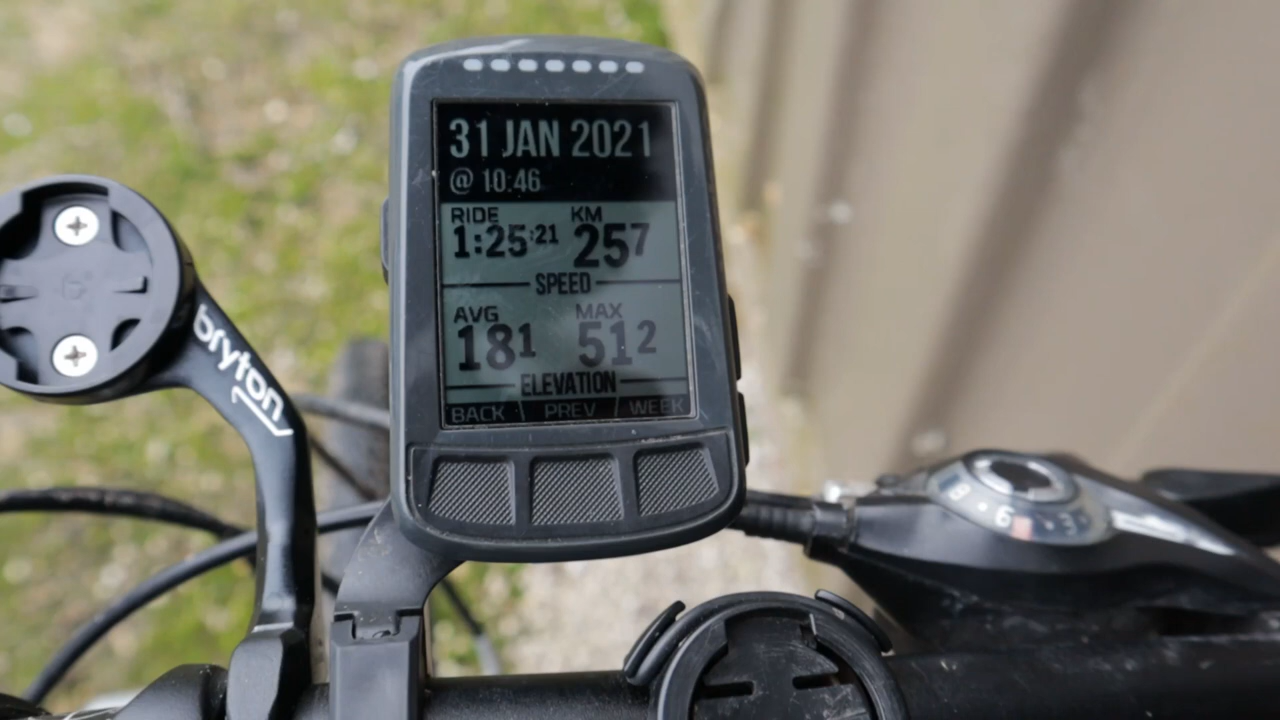 31 JAN 2021
@ 10:46
RIDE KM
1:25:21 257
SPEED
AVG MAX
181 512
ELEVATION
BACK PREV WEEK
bryton
6